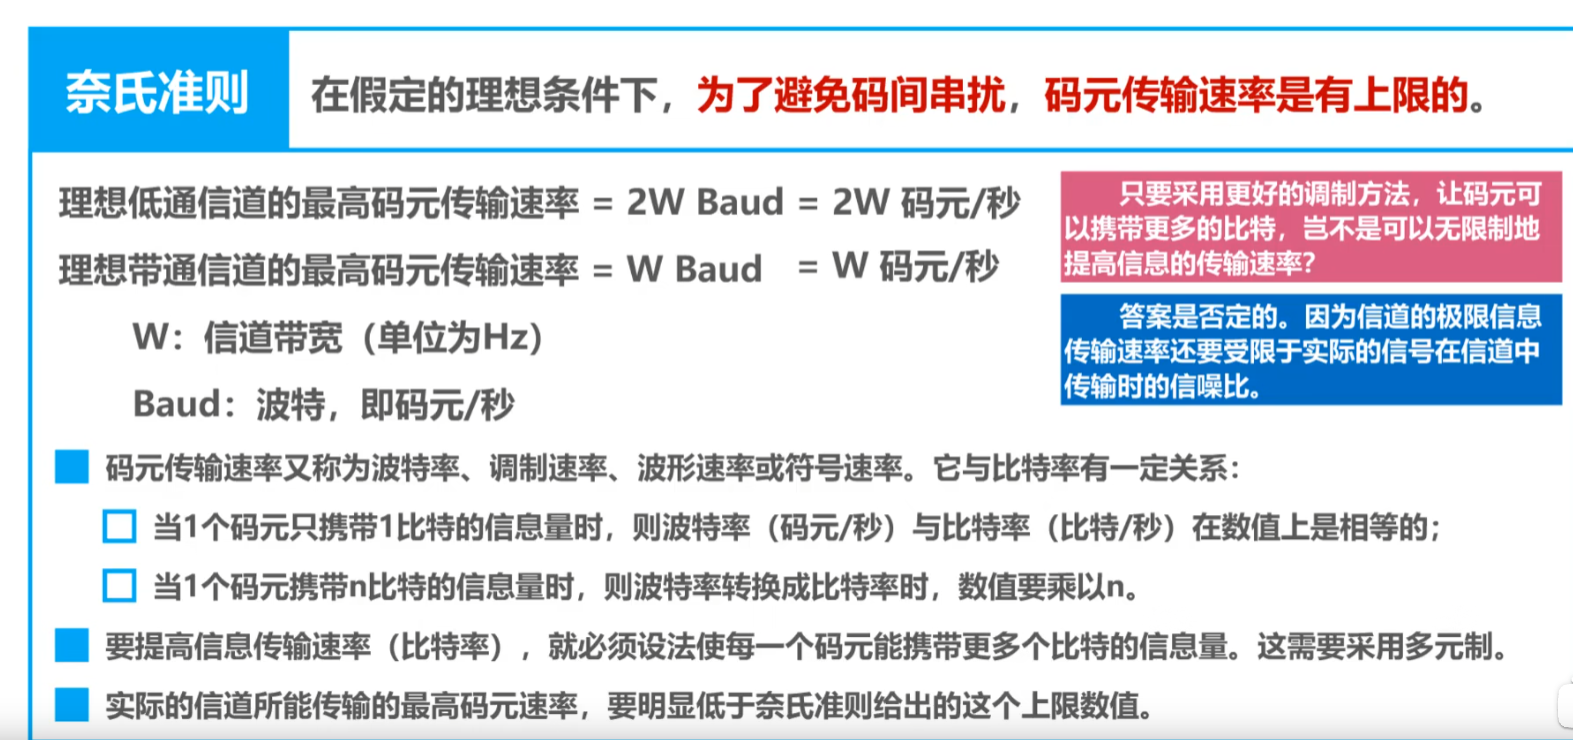 奈氏准则
在假定的理想条件下，为了避免码间串扰，码元传输速率是有上限的。
理想低通信道的最高码元传输速率 = 2W Baud = 2W 码元/秒
理想带通信道的最高码元传输速率 = W Baud = W 码元/秒
W：信道带宽（单位为Hz）
Baud：波特，即码元/秒
只要采用更好的调制方法，让码元可
以携带更多的比特，岂不是可以无限制地
提高信息的传输速率？
答案是否定的。因为信道的极限信息
传输速率还要受限于实际的信号在信道中
传输时的信噪比。
码元传输速率又称为波特率、调制速率、波形速率或符号速率。它与比特率有一定关系：
当1个码元只携带1比特的信息量时，则波特率（码元/秒）与比特率（比特/秒）在数值上是相等的；
当1个码元携带n比特的信息量时，则波特率转换成比特率时，数值要乘以n。
要提高信息传输速率（比特率），就必须设法使每一个码元能携带更多个比特的信息量。这需要采用多元制。
实际的信道所能传输的最高码元速率，要明显低于奈氏准则给出的这个上限数值。